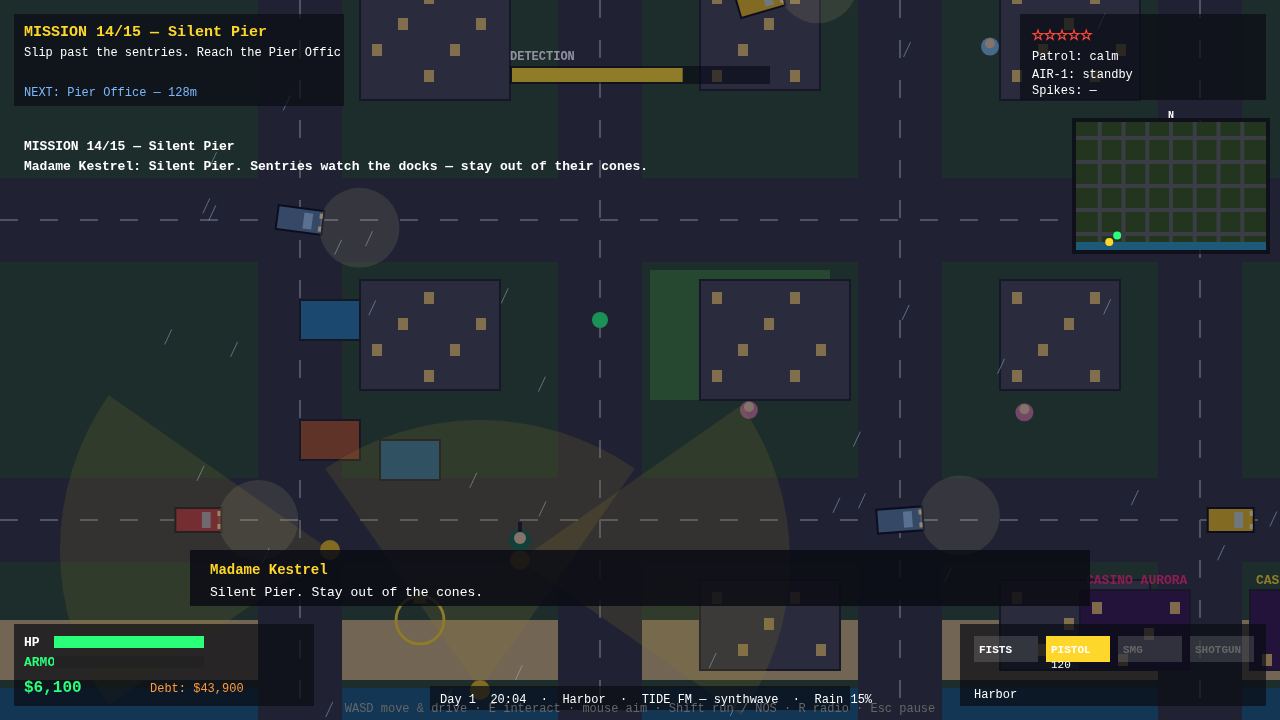 MISSION 14/15 — Silent Pier
Slip past the sentries. Reach the Pier Offic
NEXT: Pier Office — 128m
DETECTION
☆☆☆☆☆
Patrol: calm
AIR-1: standby
Spikes: —
N
MISSION 14/15 — Silent Pier
Madame Kestrel: Silent Pier. Sentries watch the docks — stay out of their cones.
CASINO AURORA
CAS
Madame Kestrel
Silent Pier. Stay out of the cones.
HP
ARMO
$6,100
Debt: $43,900
FISTS
PISTOL
120
SMG
SHOTGUN
Harbor
Day 1 20:04 · Harbor · TIDE FM — synthwave · Rain 15%
WASD move & drive · E interact · mouse aim · Shift run / NOS · R radio · Esc pause